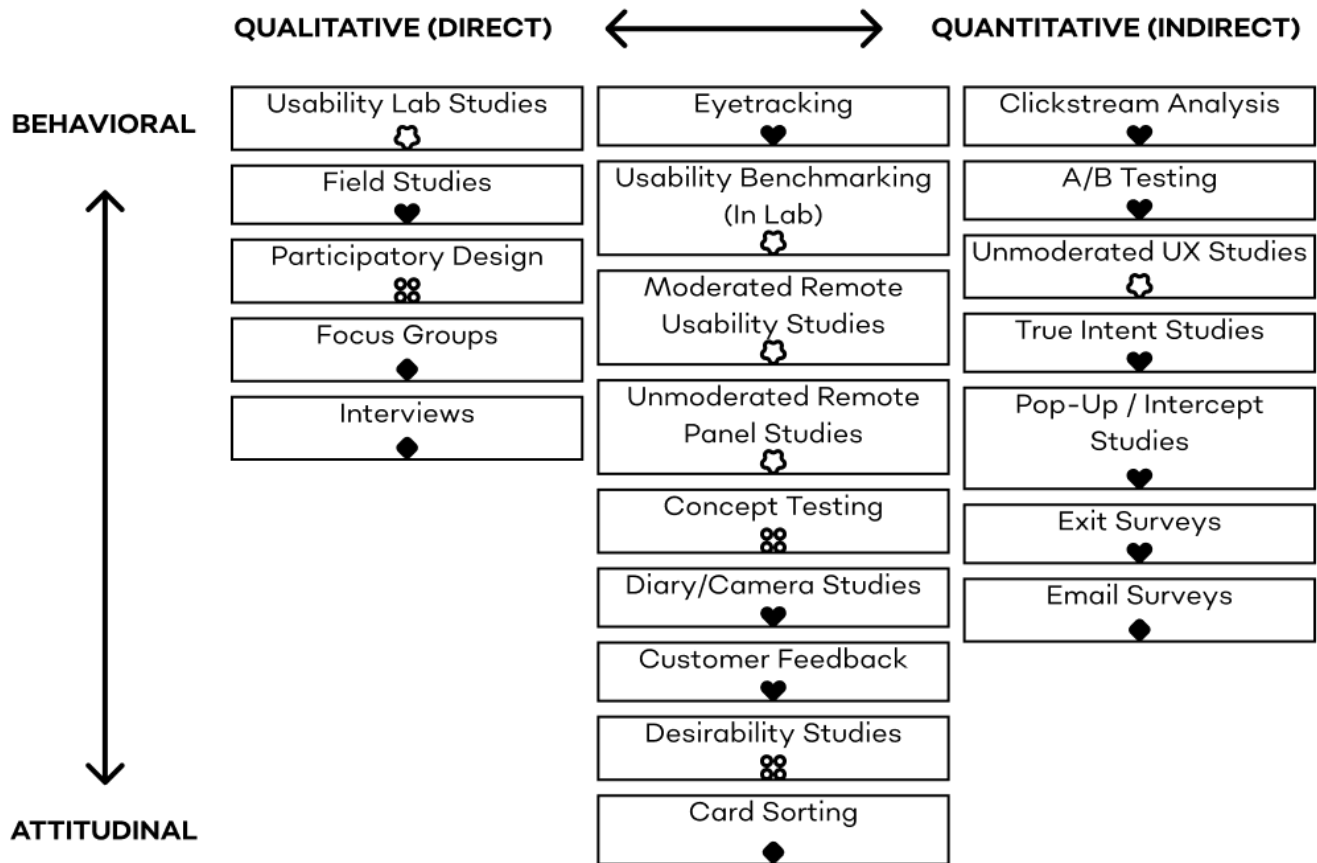 QUALITATIVE (DIRECT)
QUANTITATIVE (INDIRECT)
BEHAVIORAL
ATTITUDINAL
Usability Lab Studies
Field Studies
Participatory Design
Focus Groups
Interviews
Eyetracking
Usability Benchmarking
(In Lab)
Moderated Remote
Usability Studies
Unmoderated Remote
Panel Studies
Concept Testing
Diary/Camera Studies
Customer Feedback
Desirability Studies
Card Sorting
Clickstream Analysis
A/B Testing
Unmoderated UX Studies
True Intent Studies
Pop-Up / Intercept
Studies
Exit Surveys
Email Surveys